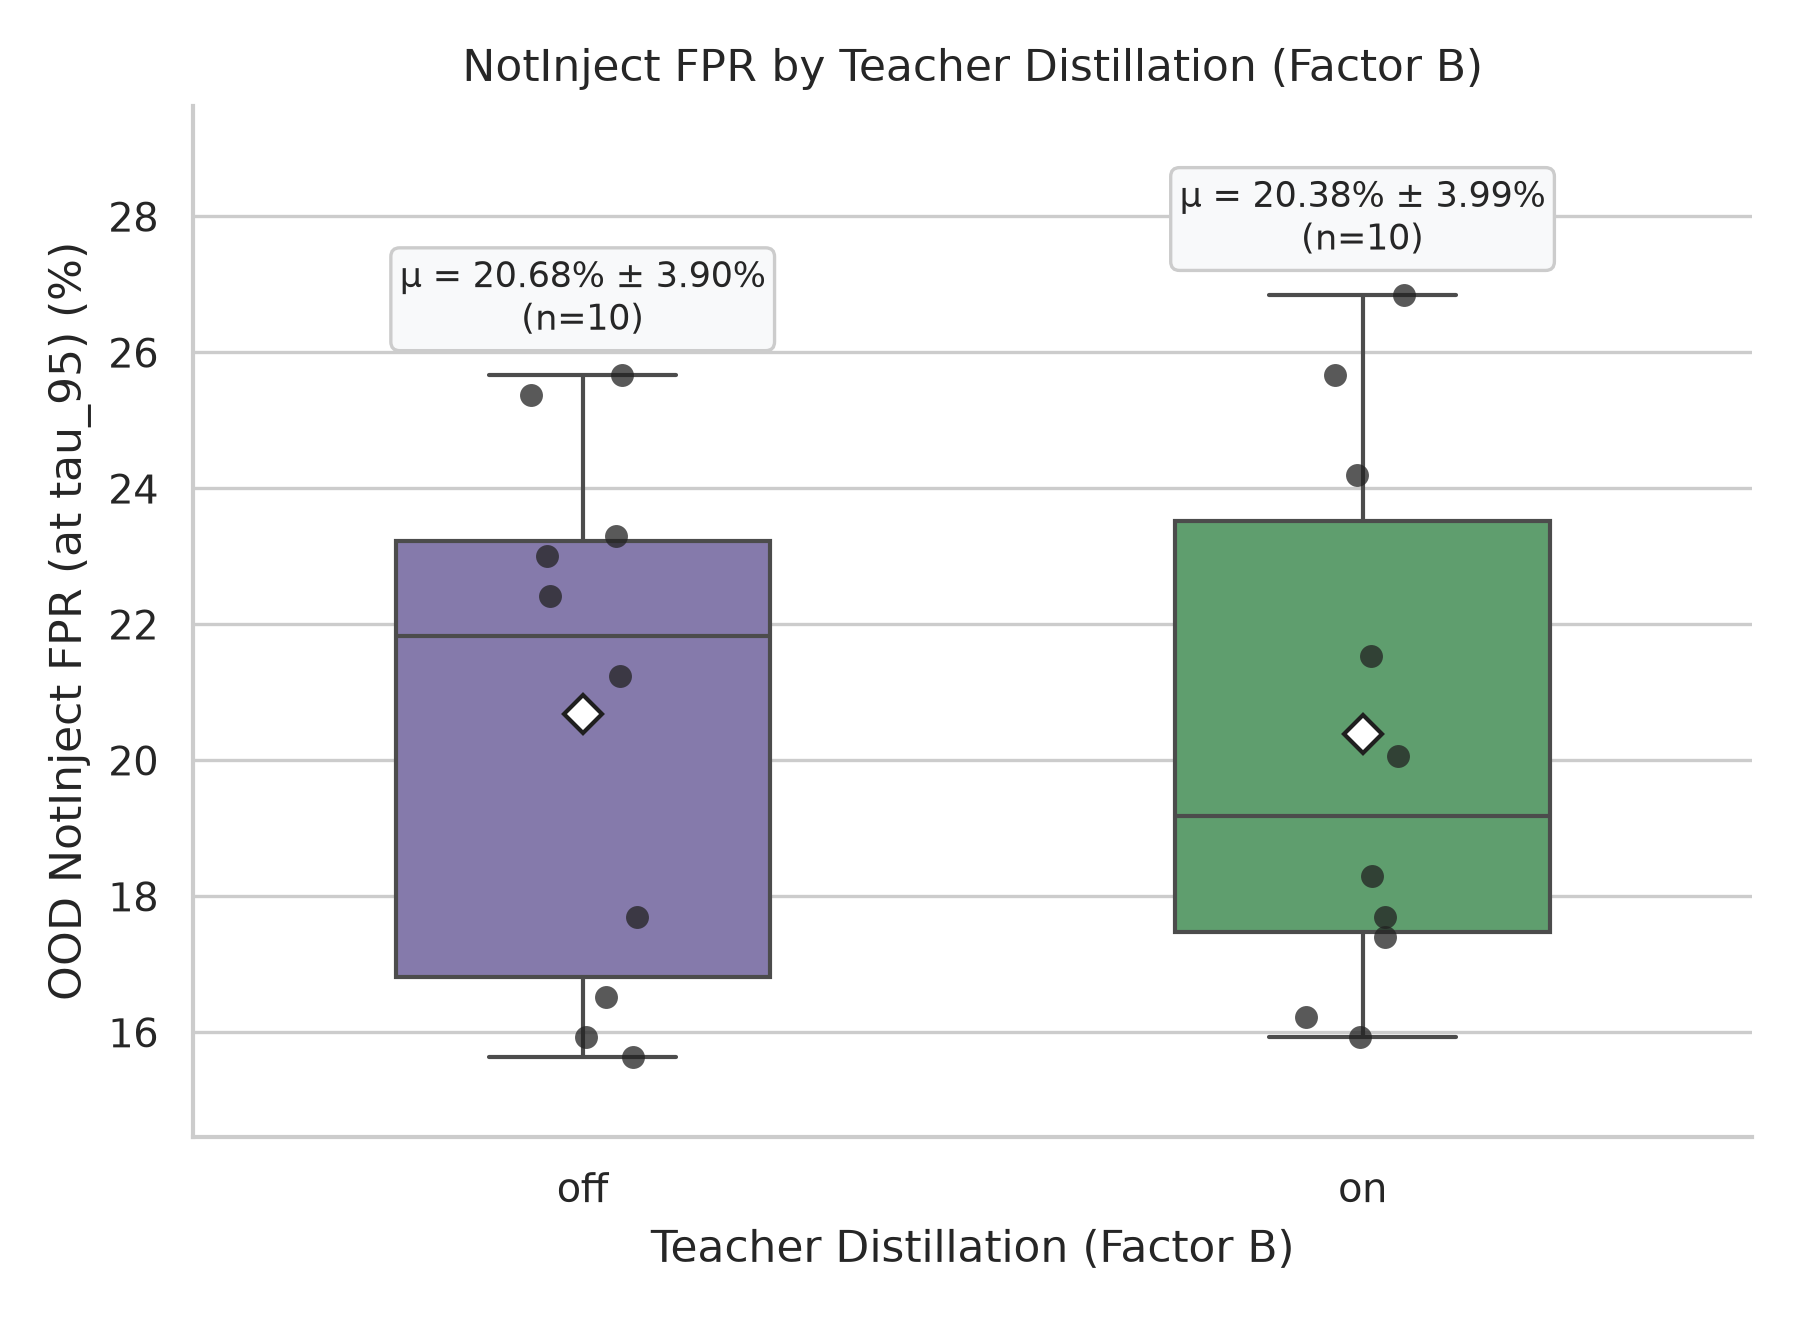 NotInject FPR by Teacher Distillation (Factor B)
OOD NotInject FPR (at tau_95) (%)
28
26
24
22
20
18
16
μ = 20.68% ± 3.90%
(n=10)
μ = 20.38% ± 3.99%
(n=10)
off
on
Teacher Distillation (Factor B)